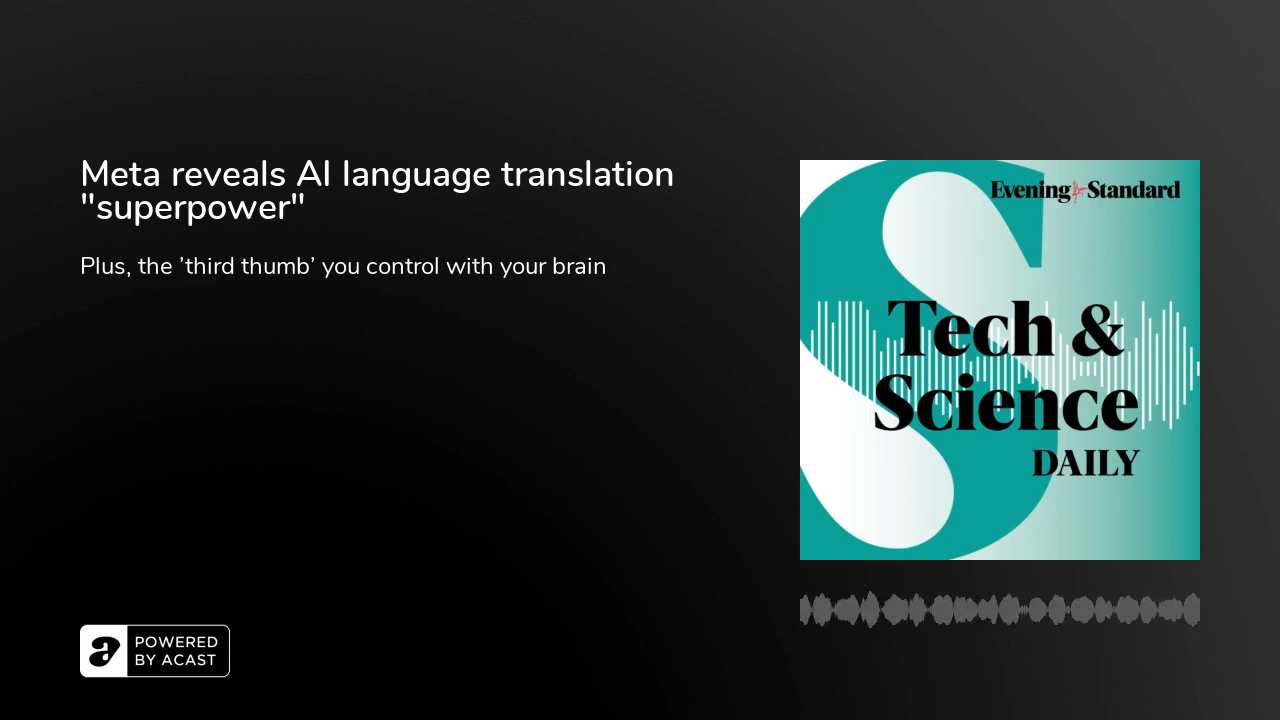 Meta reveals AI language translation
"superpower"
Plus, the ’third thumb’ you control with your brain
Evening Standard
Tech &
Science
DAILY
POWERED
BY ACAST